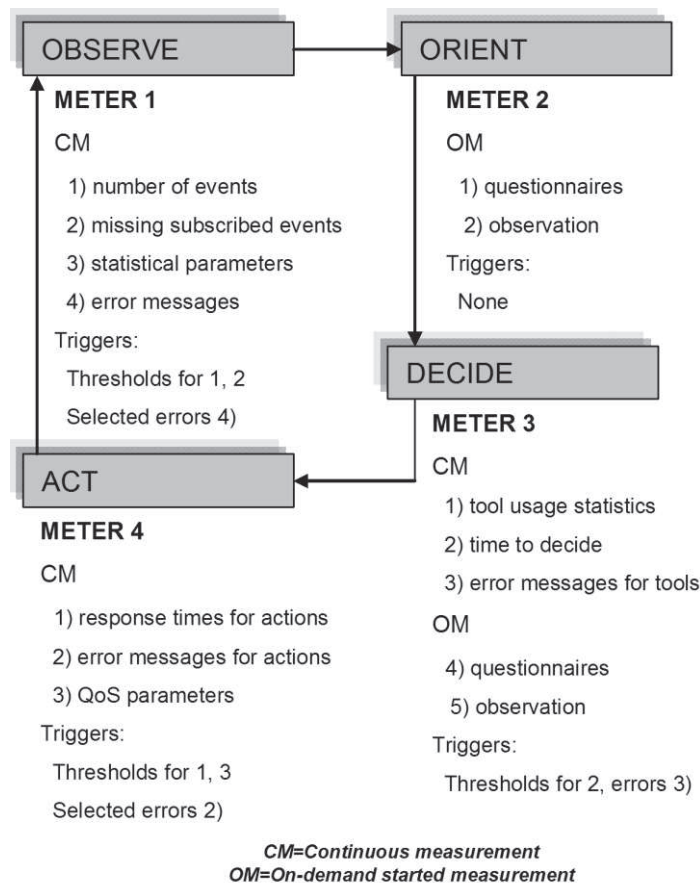 OBSERVE
METER 1
CM
1) number of events
2) missing subscribed events
3) statistical parameters
4) error messages
Triggers:
Thresholds for 1, 2
Selected errors 4)
ORIENT
METER 2
OM
1) questionnaires
2) observation
Triggers:
None
DECIDE
METER 3
CM
1) tool usage statistics
2) time to decide
3) error messages for tools
OM
4) questionnaires
5) observation
Triggers:
Thresholds for 2, errors 3)
ACT
METER 4
CM
1) response times for actions
2) error messages for actions
3) QoS parameters
Triggers:
Thresholds for 1, 3
Selected errors 2)
CM=Continuous measurement
OM=On-demand started measurement